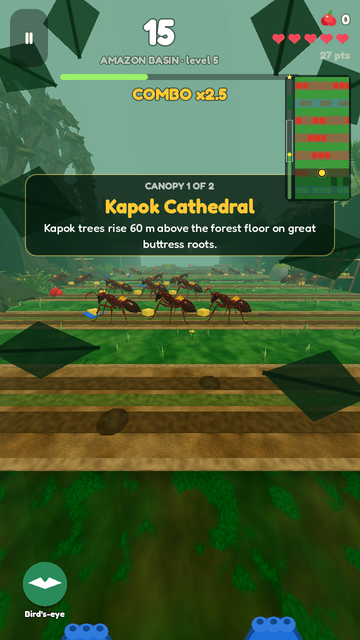 15
0
AMAZON BASIN · level 5
27 pts
COMBO x2.5
CANOPY 1 OF 2
Kapok Cathedral
Kapok trees rise 60 m above the forest floor on great
buttress roots.
Bird's-eye